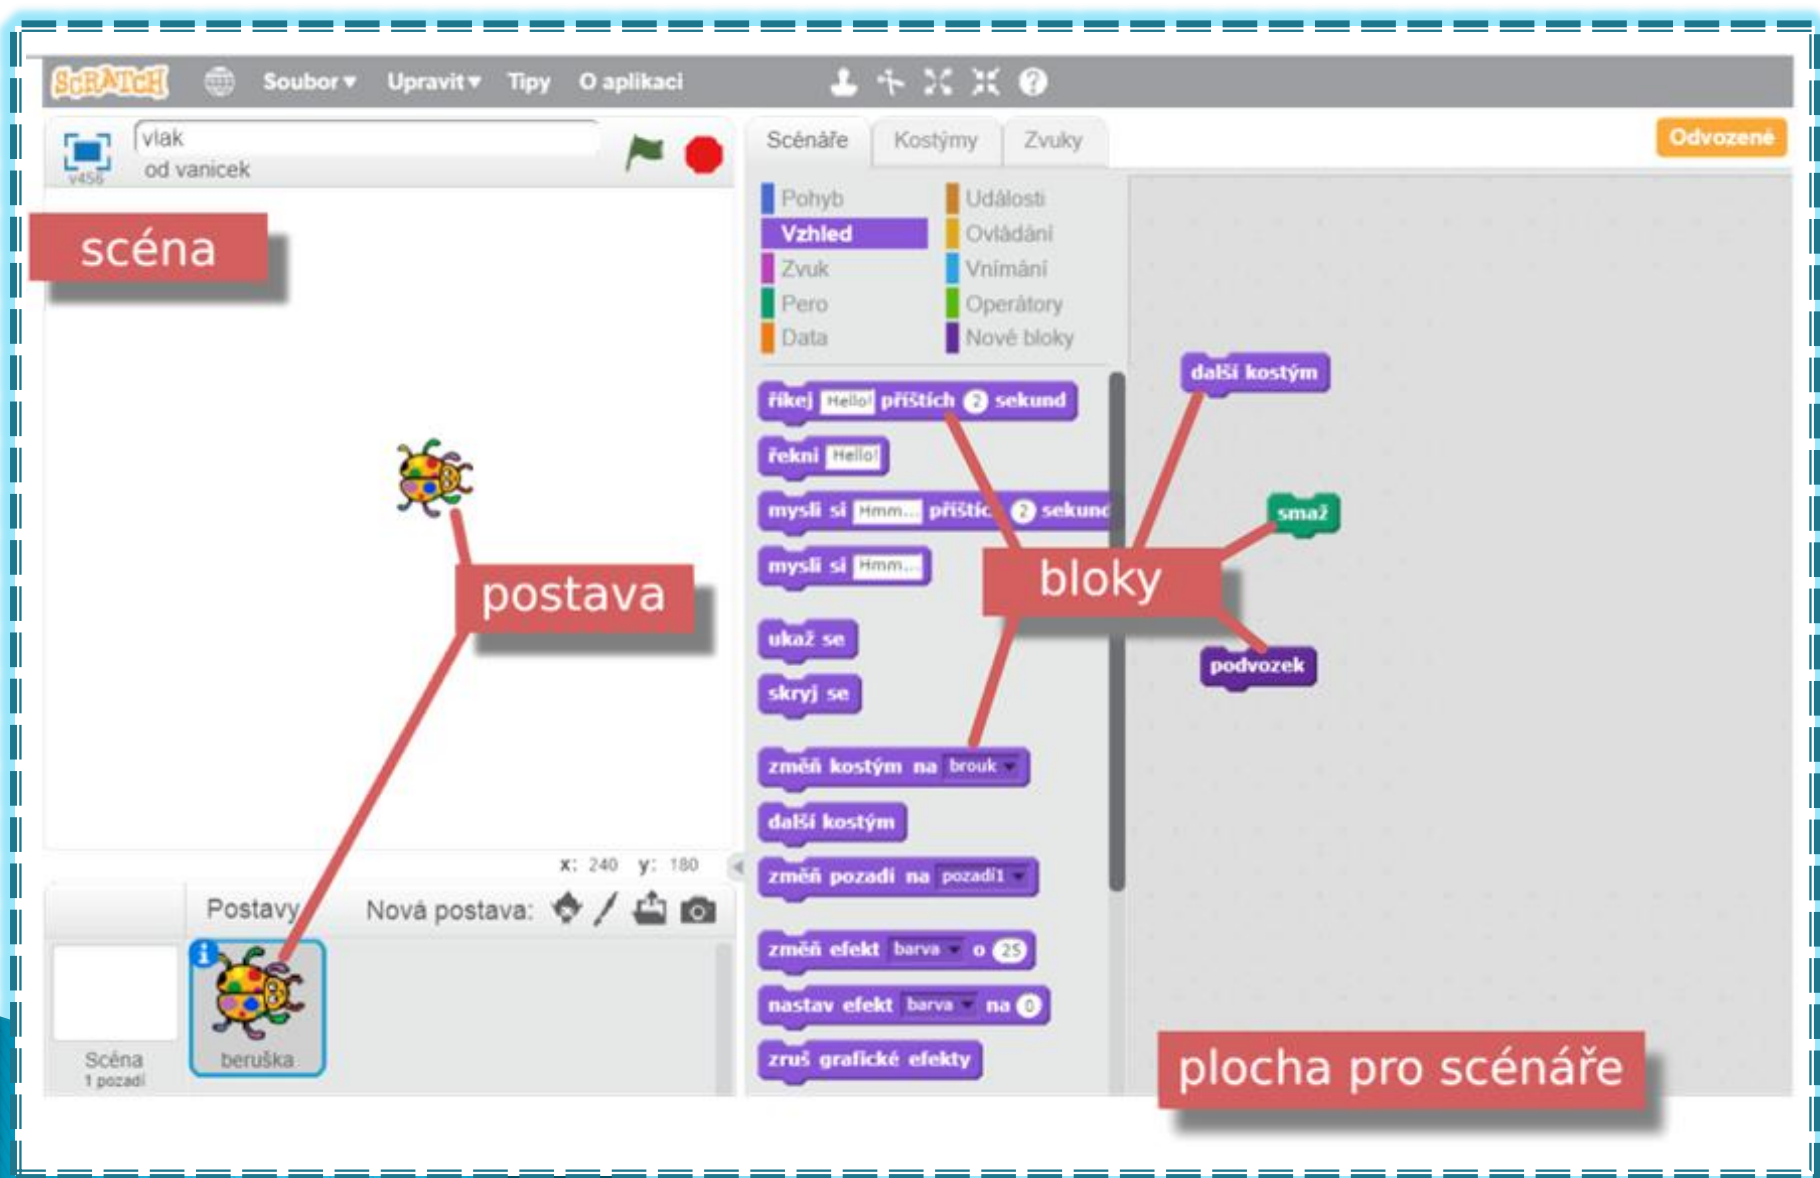 SCRATCH Soubor Upravit Tipy O aplikaci
vlak
od vanicek
v456
scéna
postava
x: 240 y: 180
Postavy Nová postava:
Scéna
1 pozadí
beruška
Scénáře Kostýmy Zvuky
Odvozené
Pohyb Události
Vzhled Ovládání
Zvuk Vnímání
Pero Operátory
Data Nové bloky
říkej Hello! příštích 2 sekund
řekni Hello!
mysli si Hmm... příštíc 2 sekund
mysli si Hmm...
ukaž se
skryj se
změň kostým na brouk
další kostým
změň pozadí na pozadí1
změň efekt barva o 25
nastav efekt barva na 0
zruš grafické efekty
další kostým
smaž
bloky
podvozek
plocha pro scénáře